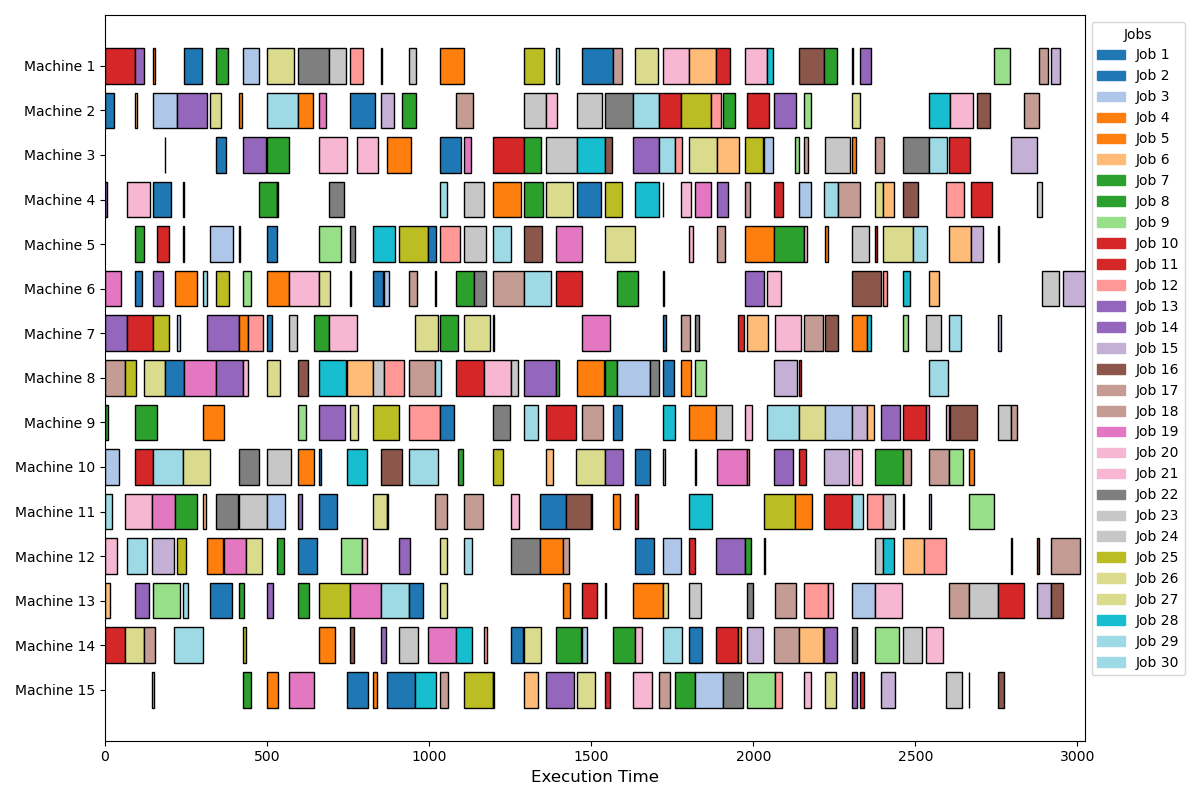 Machine 1
Machine 2
Machine 3
Machine 4
Machine 5
Machine 6
Machine 7
Machine 8
Machine 9
Machine 10
Machine 11
Machine 12
Machine 13
Machine 14
Machine 15
0
500
1000
1500
2000
2500
3000
Execution Time
Jobs
Job 1
Job 2
Job 3
Job 4
Job 5
Job 6
Job 7
Job 8
Job 9
Job 10
Job 11
Job 12
Job 13
Job 14
Job 15
Job 16
Job 17
Job 18
Job 19
Job 20
Job 21
Job 22
Job 23
Job 24
Job 25
Job 26
Job 27
Job 28
Job 29
Job 30